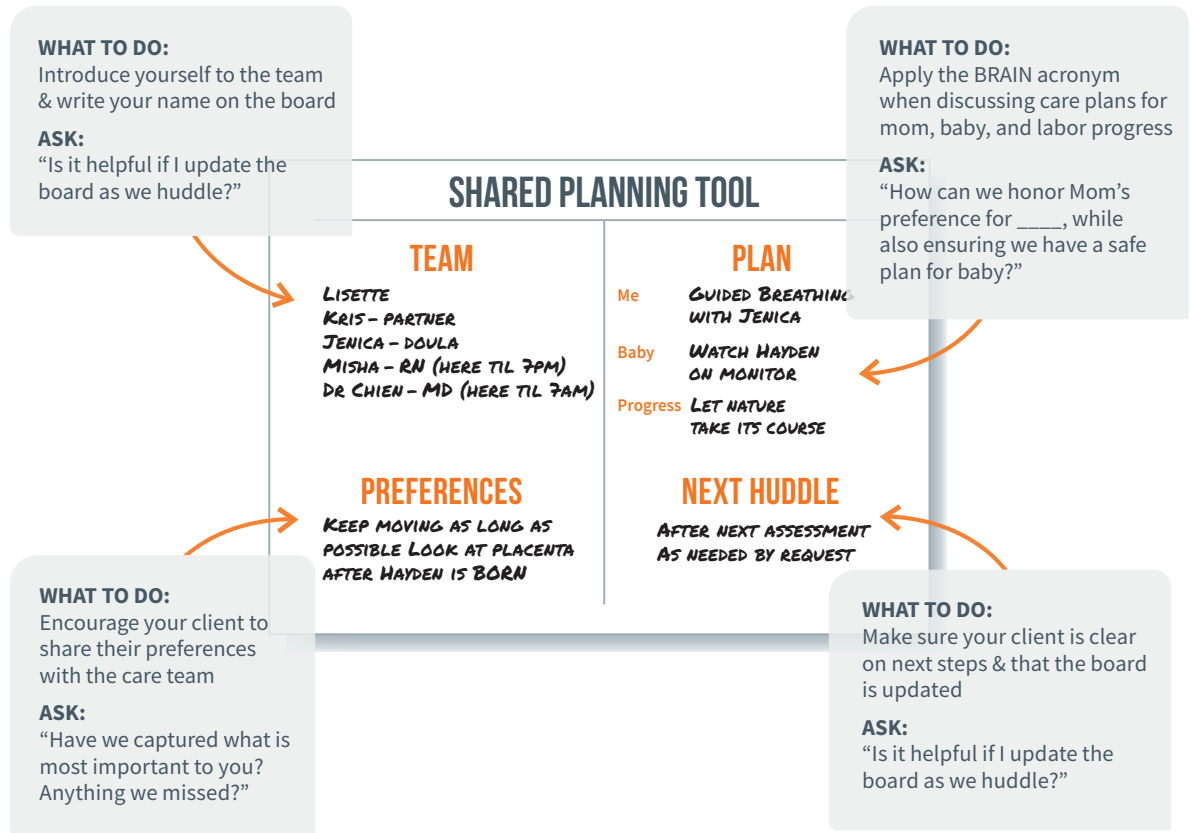 WHAT TO DO:
Introduce yourself to the team
& write your name on the board
ASK:
“Is it helpful if I update the
board as we huddle?”
WHAT TO DO:
Apply the BRAIN acronym
when discussing care plans for
mom, baby, and labor progress
ASK:
“How can we honor Mom’s
preference for ____, while
also ensuring we have a safe
plan for baby?”
SHARED PLANNING TOOL
TEAM
LISETTE
KRIS – PARTNER
JENICA – DOULA
MISHA – RN (HERE TIL 7PM)
DR CHIEN – MD (HERE TIL 7AM)
PLAN
Me
GUIDED BREATHING
WITH JENICA
Baby
WATCH HAYDEN
ON MONITOR
Progress
LET NATURE
TAKE ITS COURSE
PREFERENCES
KEEP MOVING AS LONG AS
POSSIBLE LOOK AT PLACENTA
AFTER HAYDEN IS BORN
NEXT HUDDLE
AFTER NEXT ASSESSMENT
AS NEEDED BY REQUEST
WHAT TO DO:
Encourage your client to
share their preferences
with the care team
ASK:
“Have we captured what is
most important to you?
Anything we missed?”
WHAT TO DO:
Make sure your client is clear
on next steps & that the board
is updated
ASK:
“Is it helpful if I update the
board as we huddle?”